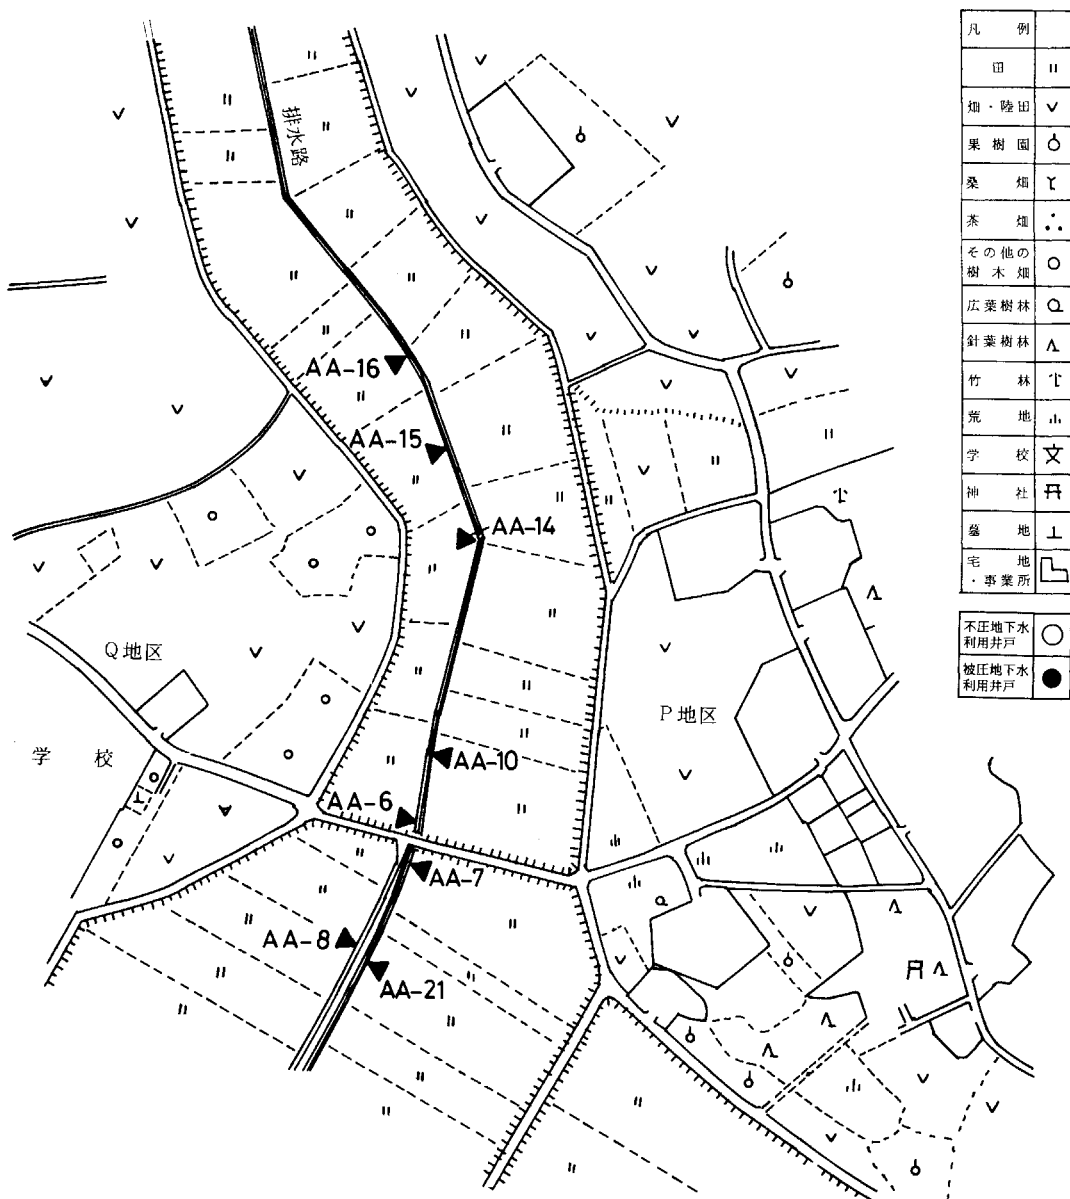 排水路
AA-16
AA-15
AA-14
Q地区
P地区
学校
AA-10
AA-6
AA-7
AA-8
AA-21
凡例
田
畑・陸田
果樹園
桑畑
茶畑
その他の
樹木畑
広葉樹林
針葉樹林
竹林
荒地
学校
神社
墓地
宅地
・事業所
不圧地下水
利用井戸
被圧地下水
利用井戸